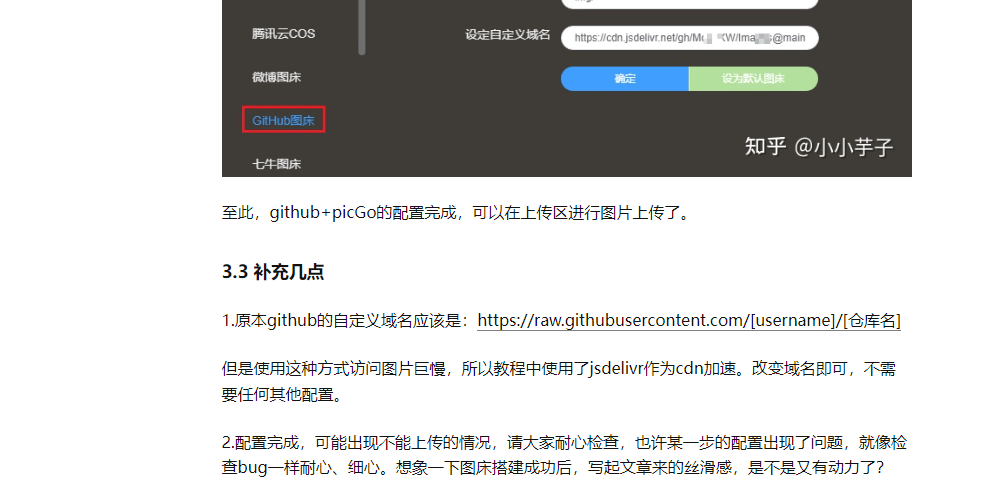 腾讯云COS
设定自定义域名
https://cdn.jsdelivr.net/gh/M XW/Ima s@main
微博图床
确定
设为默认图床
GitHub图床
七牛图床
知乎 @小小芋子
至此，github+picGo的配置完成，可以在上传区进行图片上传了。
3.3 补充几点
1.原本github的自定义域名应该是：https://raw.githubusercontent.com/[username]/[仓库名]
但是使用这种方式访问图片巨慢，所以教程中使用了jsdelivr作为cdn加速。改变域名即可，不需
要任何其他配置。
2.配置完成，可能出现不能上传的情况，请大家耐心检查，也许某一步的配置出现了问题，就像检
查bug一样耐心、细心。想象一下图床搭建成功后，写起文章来的丝滑感，是不是又有动力了？